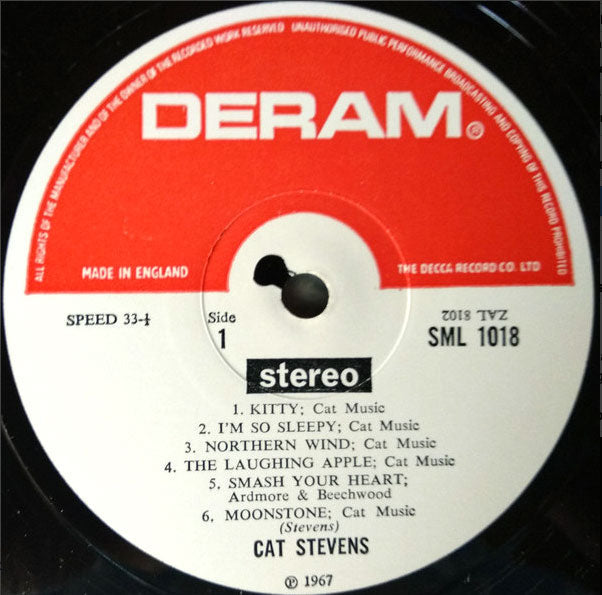 ALL RIGHTS OF THE MANUFACTURER AND OF THE OWNER OF THE RECORDED WORK RESERVED UNAUTHORISED PUBLIC PERFORMANCE BROADCASTING AND COPYING OF THIS RECORD PROHIBITED
DERAM ®
MADE IN ENGLAND THE DECCA RECORD CO. LTD
SPEED 33-⅓ Side ZAL 8102
1 SML 1018
stereo
1. KITTY; Cat Music
2. I'M SO SLEEPY; Cat Music
3. NORTHERN WIND; Cat Music
4. THE LAUGHING APPLE; Cat Music
5. SMASH YOUR HEART;
Ardmore & Beechwood
6. MOONSTONE; Cat Music
(Stevens)
CAT STEVENS
℗ 1967